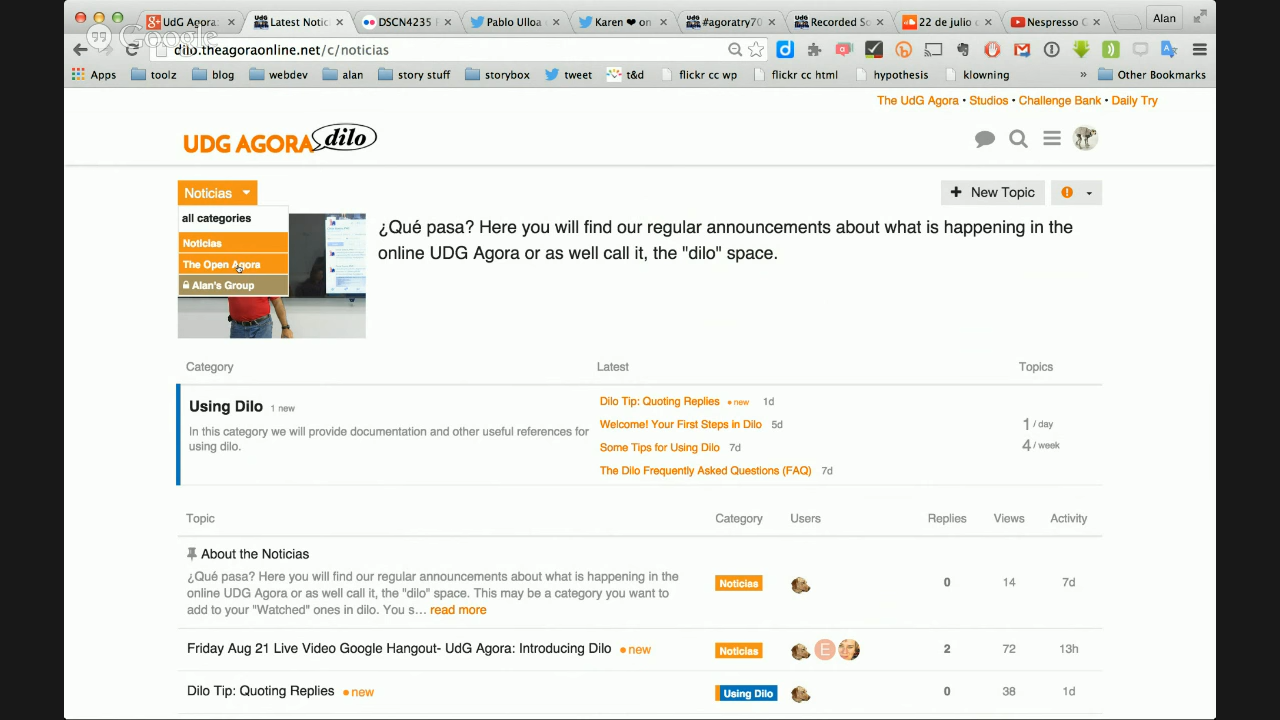 UdG Agora:
Latest Notic
DSCN4235 F
Pablo Ulloa
Karen ❤ on
#agoratry70
Recorded So
22 de julio e
Nespresso C
Alan
Google
dilo.theagoraonline.net/c/noticias
Apps toolz blog webdev alan story stuff storybox tweet t&d flickr cc wp flickr cc html hypothesis klowning » Other Bookmarks
The UdG Agora • Studios • Challenge Bank • Daily Try
UDG AGORA dilo
Noticias
+ New Topic
all categories
Noticias
The Open Agora
Alan's Group
¿Qué pasa? Here you will find our regular announcements about what is happening in the
online UDG Agora or as well call it, the "dilo" space.
Category Latest Topics
Using Dilo 1 new
In this category we will provide documentation and other useful references for
using dilo.
Dilo Tip: Quoting Replies • new 1d
Welcome! Your First Steps in Dilo 5d
Some Tips for Using Dilo 7d
The Dilo Frequently Asked Questions (FAQ) 7d
1 / day
4 / week
Topic Category Users Replies Views Activity
About the Noticias
¿Qué pasa? Here you will find our regular announcements about what is happening in the
online UDG Agora or as well call it, the "dilo" space. This may be a category you want to
add to your "Watched" ones in dilo. You s... read more
Noticias 0 14 7d
Friday Aug 21 Live Video Google Hangout- UdG Agora: Introducing Dilo • new Noticias E 2 72 13h
Dilo Tip: Quoting Replies • new Using Dilo 0 38 1d